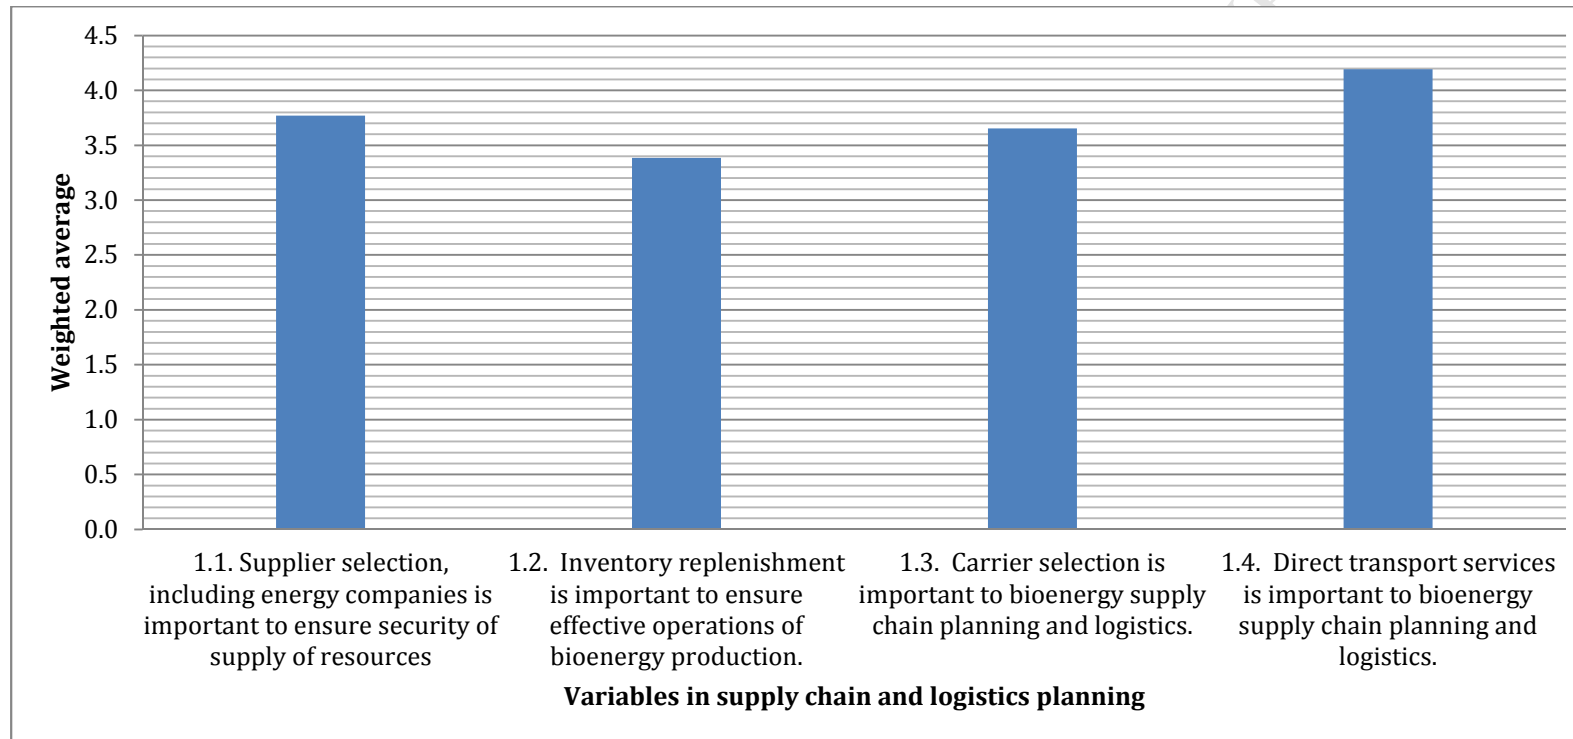 4.5
4.0
3.5
3.0
2.5
2.0
1.5
1.0
0.5
0.0
Weighted average
1.1. Supplier selection,
including energy companies is
important to ensure security of
supply of resources
1.2.  Inventory replenishment
is important to ensure
effective operations of
bioenergy production.
1.3.  Carrier selection is
important to bioenergy supply
chain planning and logistics.
1.4.  Direct transport services
is important to bioenergy
supply chain planning and
logistics.
Variables in supply chain and logistics planning